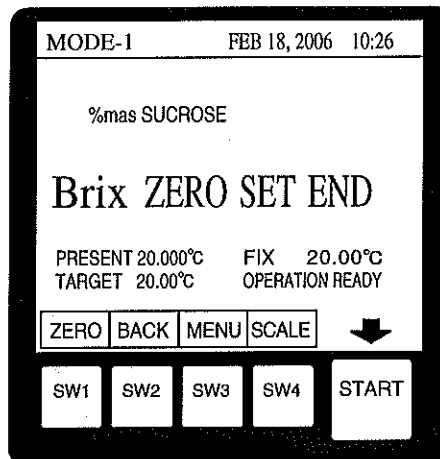 MODE-1 FEB 18, 2006 10:26
%mas SUCROSE
Brix ZERO SET END
PRESENT 20.000°C FIX 20.00°C
TARGET 20.00°C OPERATION READY
ZERO BACK MENU SCALE
SW1 SW2 SW3 SW4 START